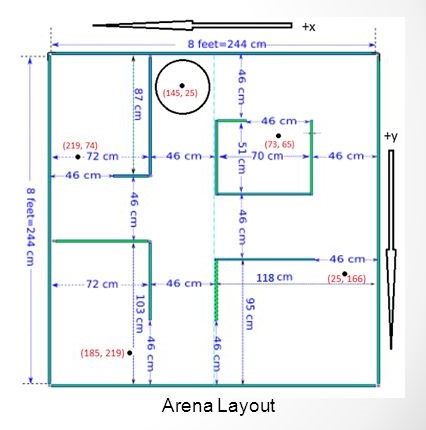 +x
8 feet=244 cm
46 cm
87 cm
(145, 25)
46 cm
(73, 65)
+y
(219, 74)
72 cm
46 cm
51 cm
70 cm
46 cm
46 cm
8 feet=244 cm
46 cm
46 cm
46 cm
(25, 166)
72 cm
46 cm
118 cm
103 cm
95 cm
(185, 219)
46 cm
46 cm
Arena Layout